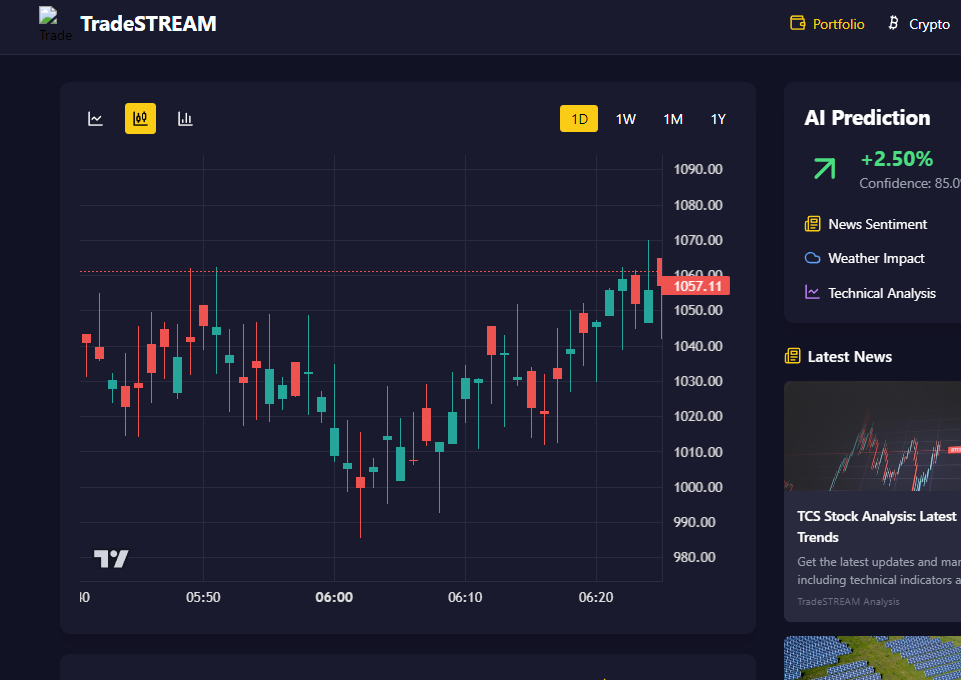 Trade
TradeSTREAM
Portfolio
Crypto
1D
1W
1M
1Y
1090.00
1080.00
1070.00
1060.00
1057.11
1050.00
1040.00
1030.00
1020.00
1010.00
1000.00
990.00
980.00
05:50
06:00
06:10
06:20
AI Prediction
+2.50%
Confidence: 85.0
News Sentiment
Weather Impact
Technical Analysis
Latest News
TCS Stock Analysis: Latest
Trends
Get the latest updates and mar
including technical indicators a
TradeSTREAM Analysis